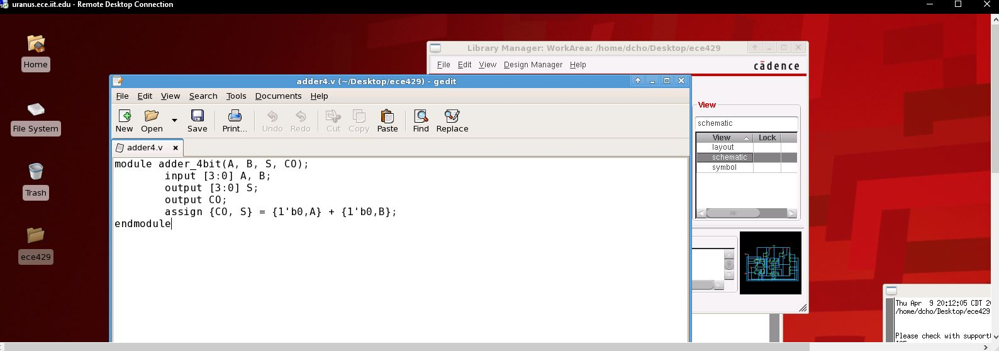 uranus.ece.iit.edu - Remote Desktop Connection
Home
File System
Trash
ece429
Library Manager: WorkArea: /home/dcho/Desktop/ece429
File Edit View Design Manager Help
cādence
adder4.v (~/Desktop/ece429) - gedit
File Edit View Search Tools Documents Help
New Open Save Print... Undo Redo Cut Copy Paste Find Replace
adder4.v
module adder_4bit(A, B, S, CO);
input [3:0] A, B;
output [3:0] S;
output CO;
assign {CO, S} = {1'b0,A} + {1'b0,B};
endmodule
View
schematic
View Lock
layout
schematic
symbol
Thu Apr 9 20:12:05 CDT 20
/home/dcho/Desktop/ece429
Please check with support